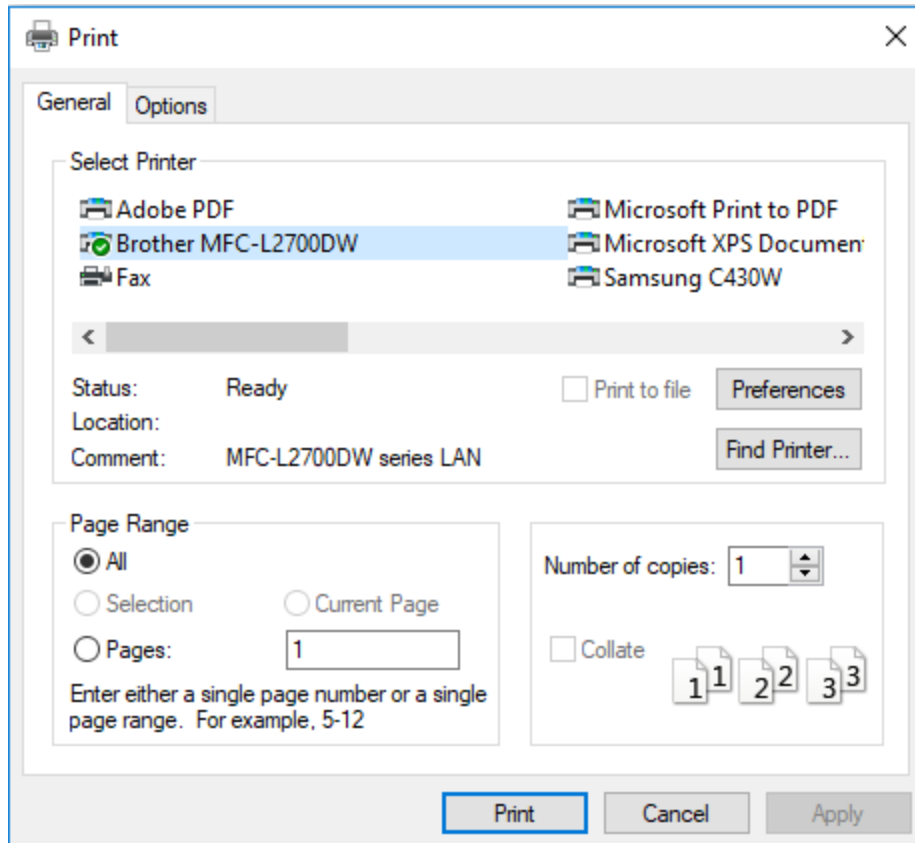 Print
General Options
Select Printer
Adobe PDF Microsoft Print to PDF
Brother MFC-L2700DW Microsoft XPS Documen
Fax Samsung C430W
Status: Ready Print to file Preferences
Location:
Comment: MFC-L2700DW series LAN Find Printer...
Page Range
All
Number of copies: 1
Selection Current Page
Pages: 1
Collate
1 1 2 2 3 3
Enter either a single page number or a single
page range. For example, 5-12
Print Cancel Apply